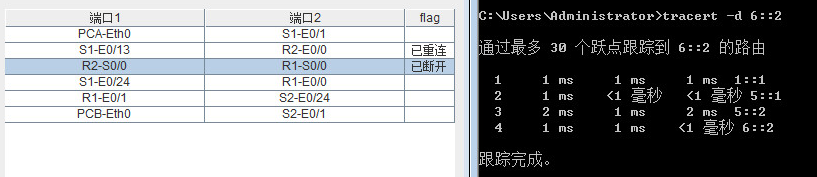 端口1 端口2 flag
PCA-Eth0 S1-E0/1
S1-E0/13 R2-E0/0 已重连
R2-S0/0 R1-S0/0 已断开
S1-E0/24 R1-E0/0
R1-E0/1 S2-E0/24
PCB-Eth0 S2-E0/1
C:\Users\Administrator>tracert -d 6::2
通过最多 30 个跃点跟踪到 6::2 的路由
1 1 ms 1 ms 1 ms 1::1
2 1 ms <1 毫秒 <1 毫秒 5::1
3 2 ms 1 ms 2 ms 5::2
4 1 ms 1 ms <1 毫秒 6::2
跟踪完成。